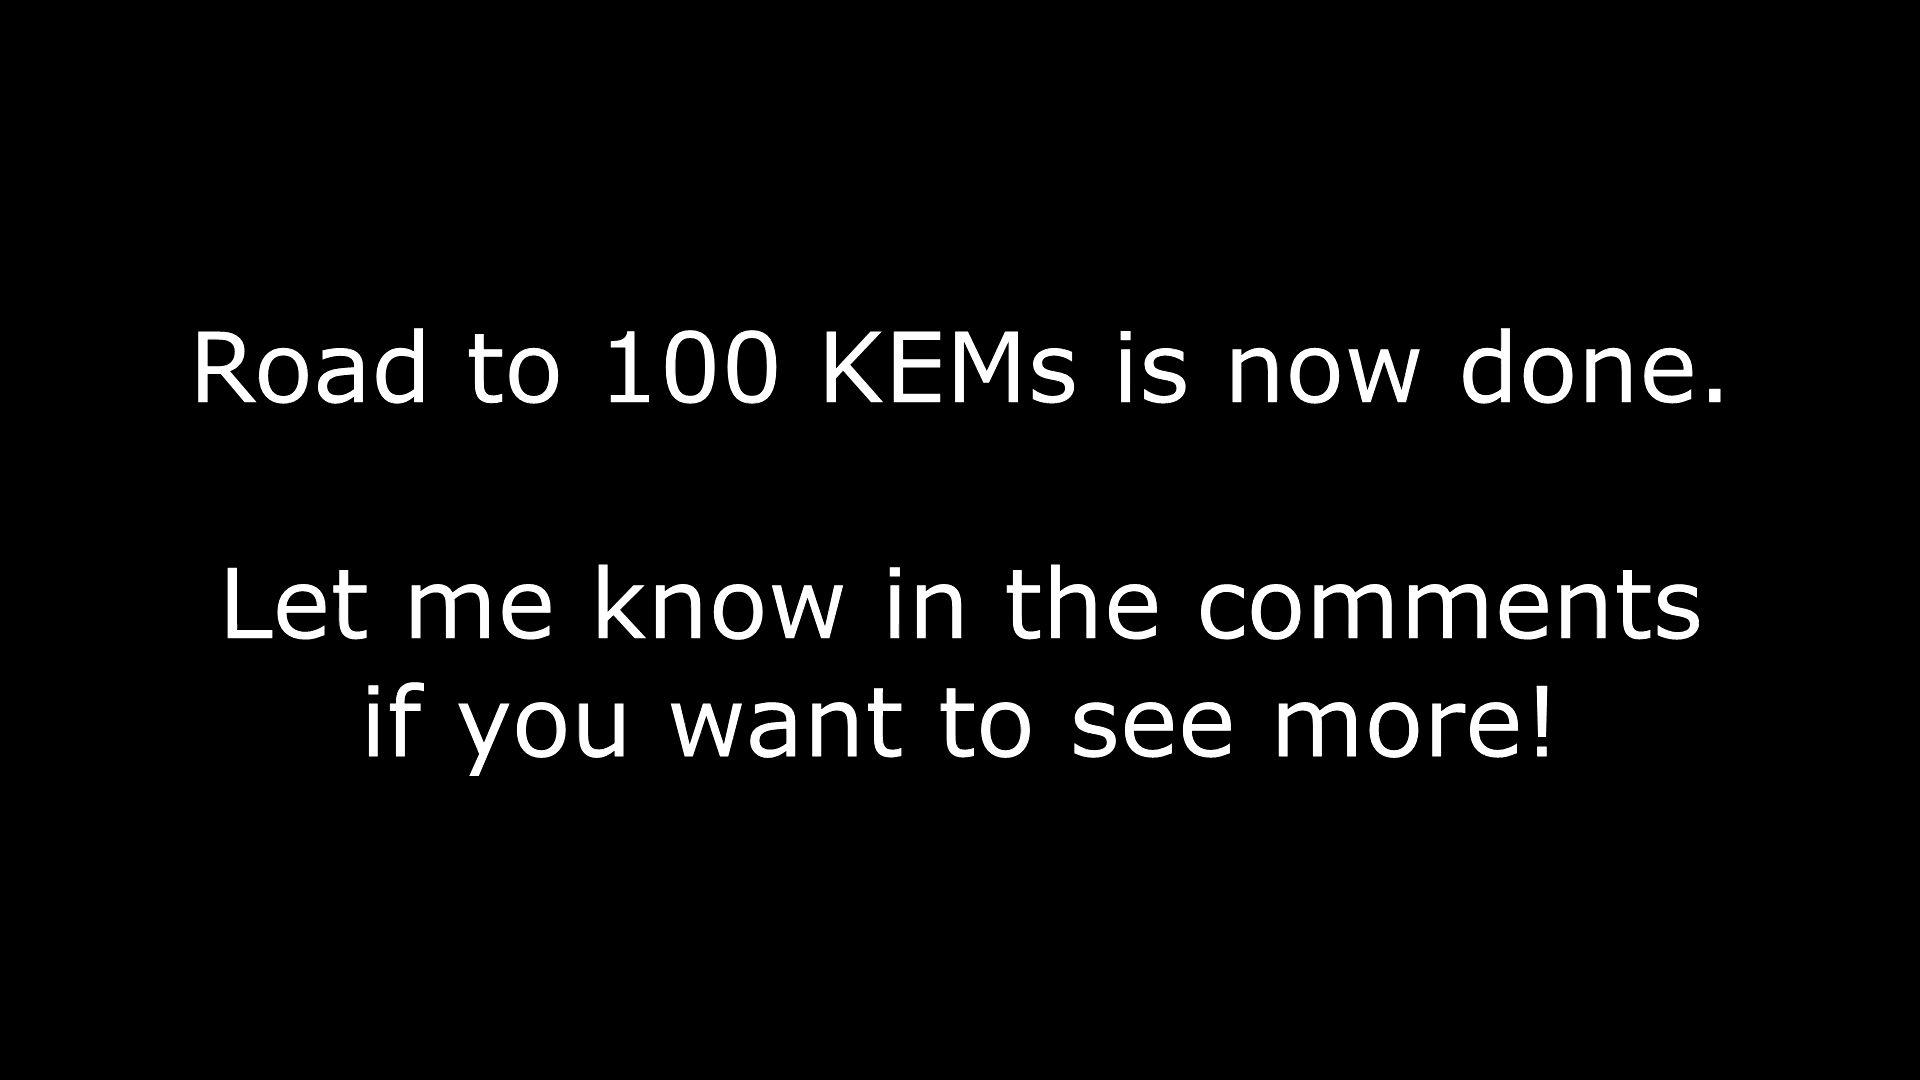 Road to 100 KEMs is now done.
Let me know in the comments
if you want to see more!